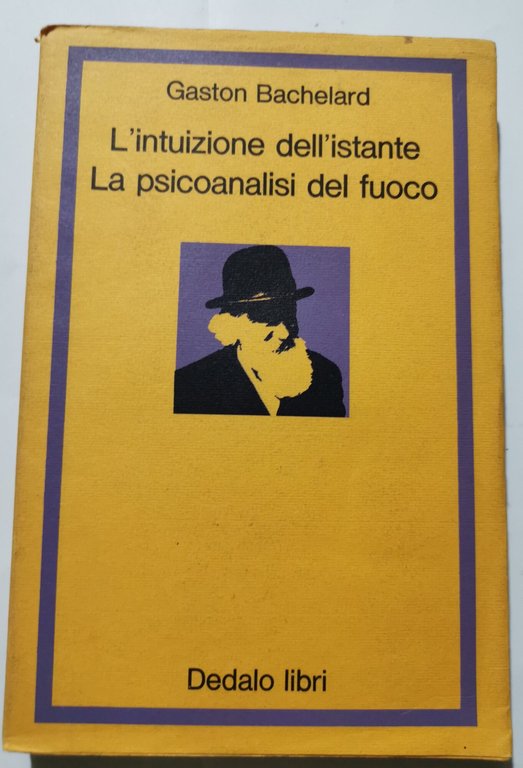 Gaston Bachelard
L'intuizione dell'istante
La psicoanalisi del fuoco
Dedalo libri